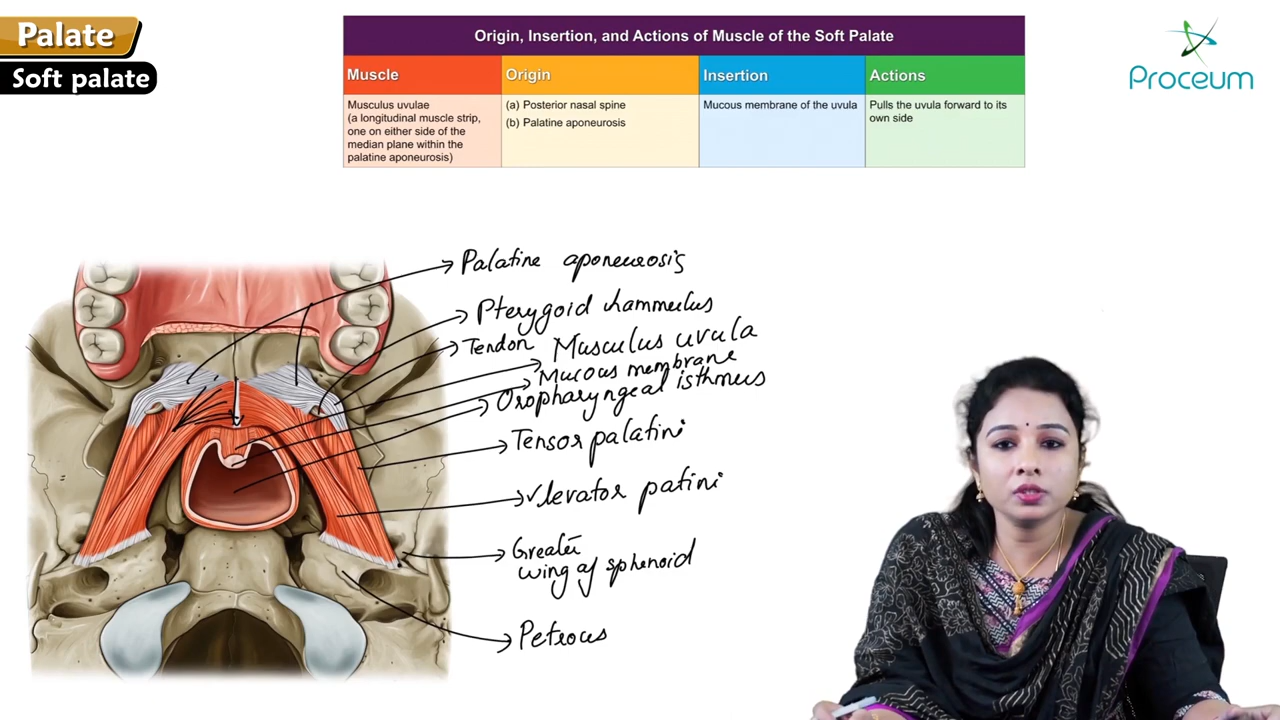 Palate
Soft palate
Origin, Insertion, and Actions of Muscle of the Soft Palate
Muscle
Origin
Insertion
Actions
Musculus uvulae
(a longitudinal muscle strip,
one on either side of the
median plane within the
palatine aponeurosis)
(a) Posterior nasal spine
(b) Palatine aponeurosis
Mucous membrane of the uvula
Pulls the uvula forward to its
own side
Proceum
Palatine aponeurosis
Pterygoid hammulus
Tendon
Musculus uvula
Mucous membrane
Oropharyngeal isthmus
Tensor palatini
Levator patini
Greater
wing of sphenoid
Petrous